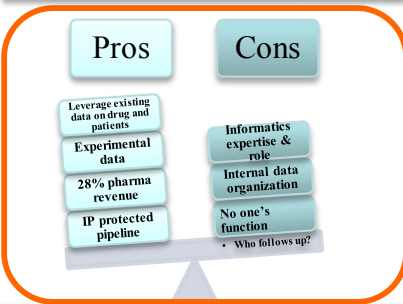 Pros
Cons
Leverage existing
data on drug and
patients
Experimental
data
28% pharma
revenue
IP protected
pipeline
Informatics
expertise &
role
Internal data
organization
No one's
function
• Who follows up?